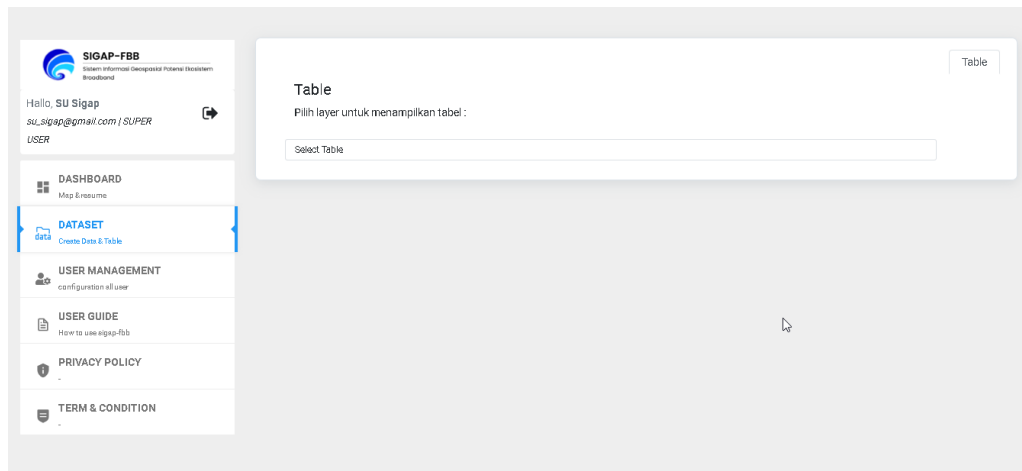 SIGAP-FBB
Sistem Informasi Geospasial Potensi Ekosistem
Broadband
Hallo, SU Sigap
su_sigap@gmail.com | SUPER
USER
DASHBOARD
Map & resume
data
DATASET
Create Data & Table
USER MANAGEMENT
configuration all user
USER GUIDE
How to use sigap-fbb
PRIVACY POLICY
-
TERM & CONDITION
-
Table
Table
Pilih layer untuk menampilkan tabel :
Select Table